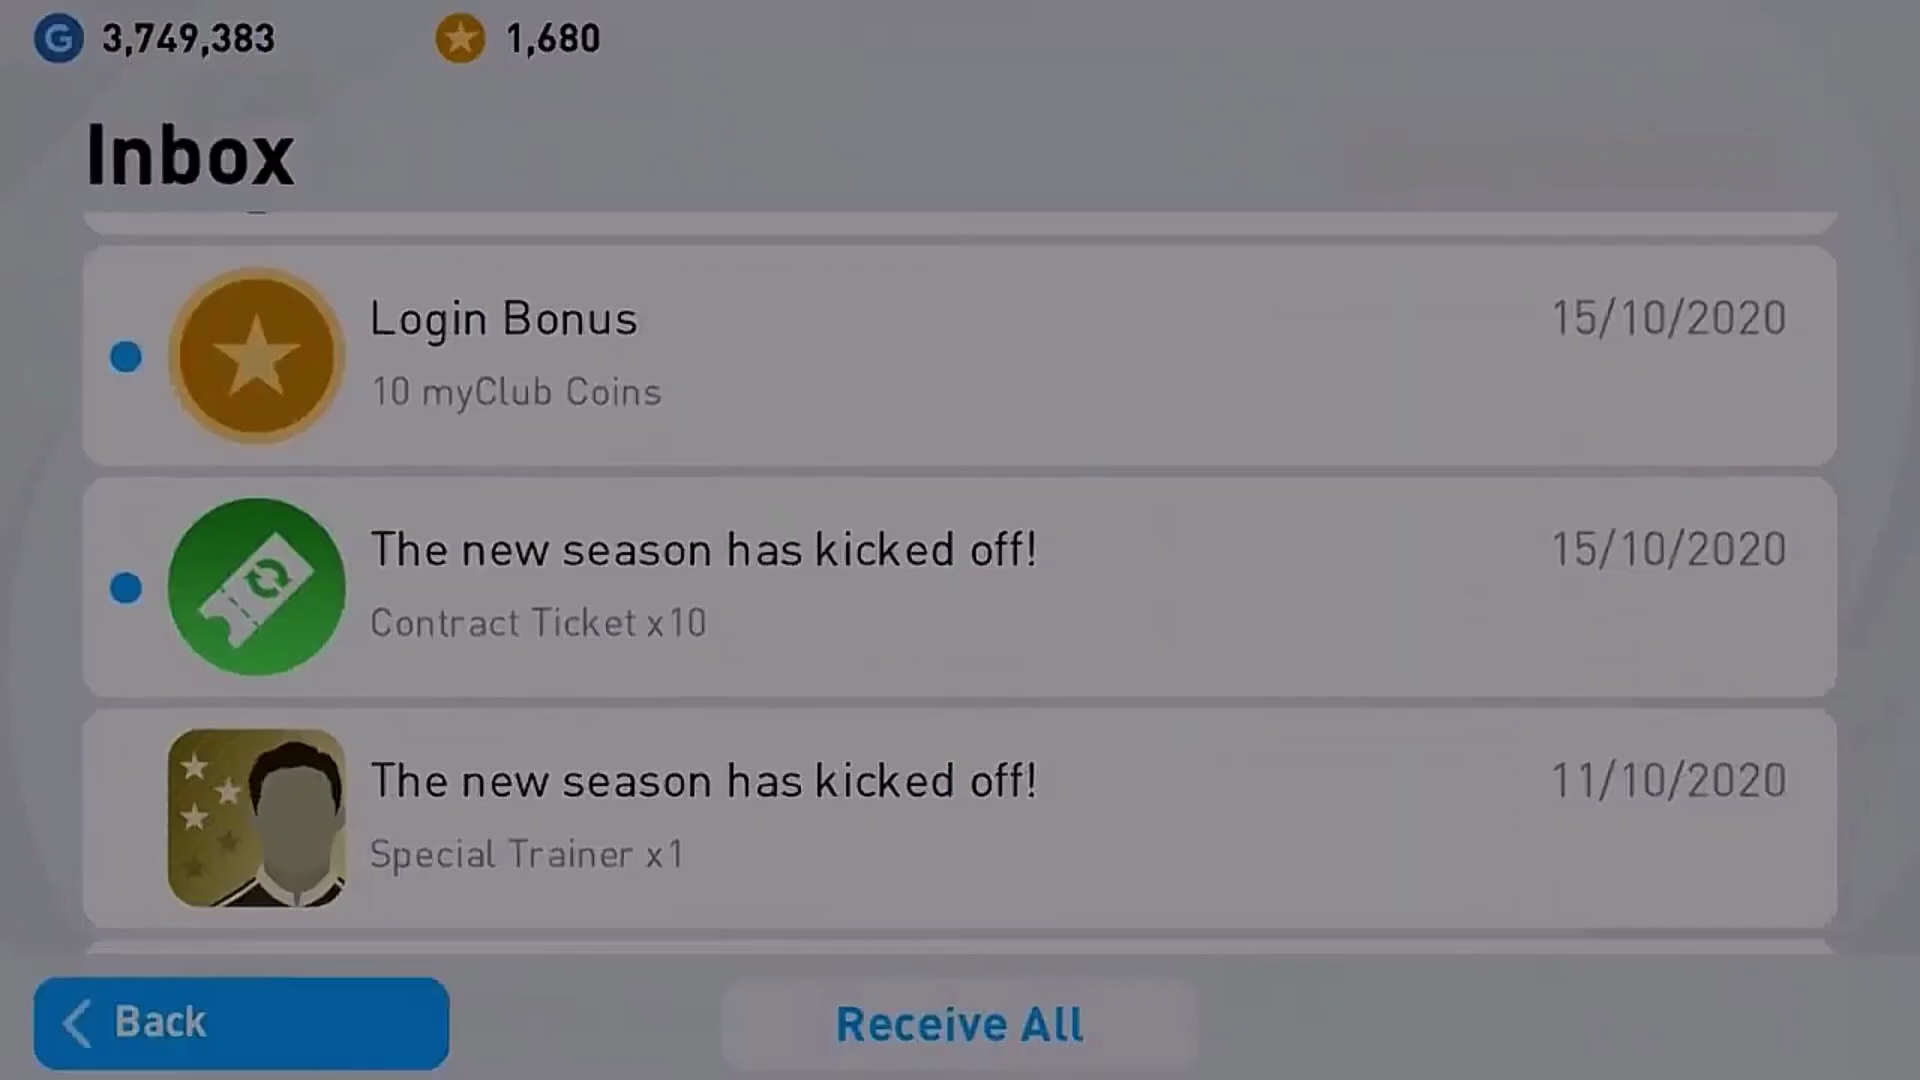 G 3,749,383 1,680
Inbox
Login Bonus 15/10/2020
10 myClub Coins
The new season has kicked off! 15/10/2020
Contract Ticket x10
The new season has kicked off! 11/10/2020
Special Trainer x1
Back Receive All